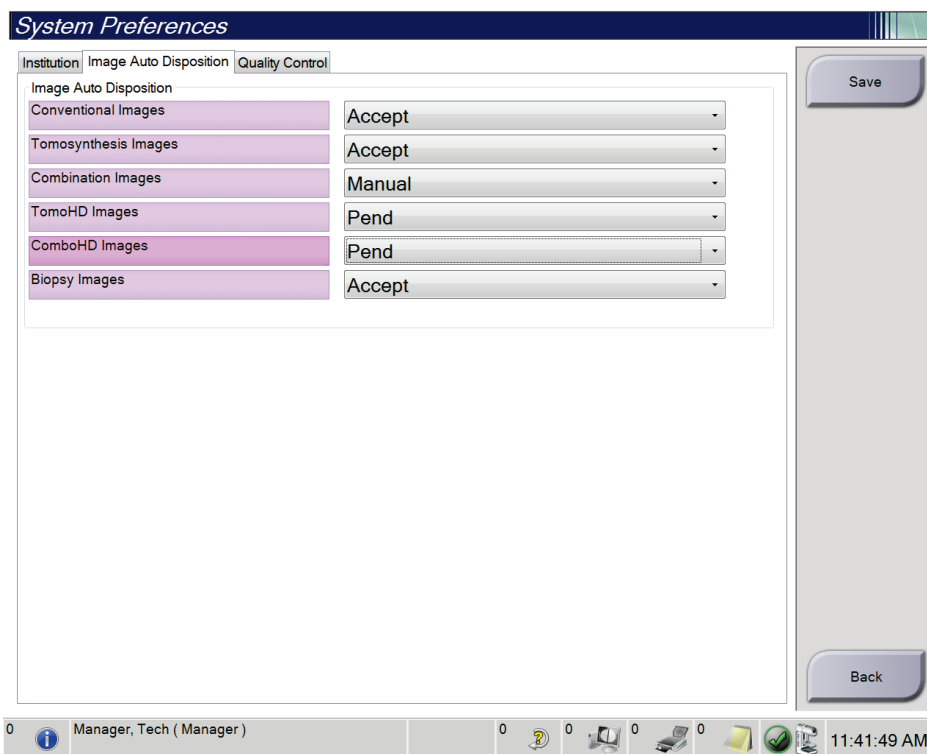 System Preferences
Institution Image Auto Disposition Quality Control
Save
Image Auto Disposition
Conventional Images Accept
Tomosynthesis Images Accept
Combination Images Manual
TomoHD Images Pend
ComboHD Images Pend
Biopsy Images Accept
Back
0 Manager, Tech ( Manager ) 0 0 0 0 11:41:49 AM